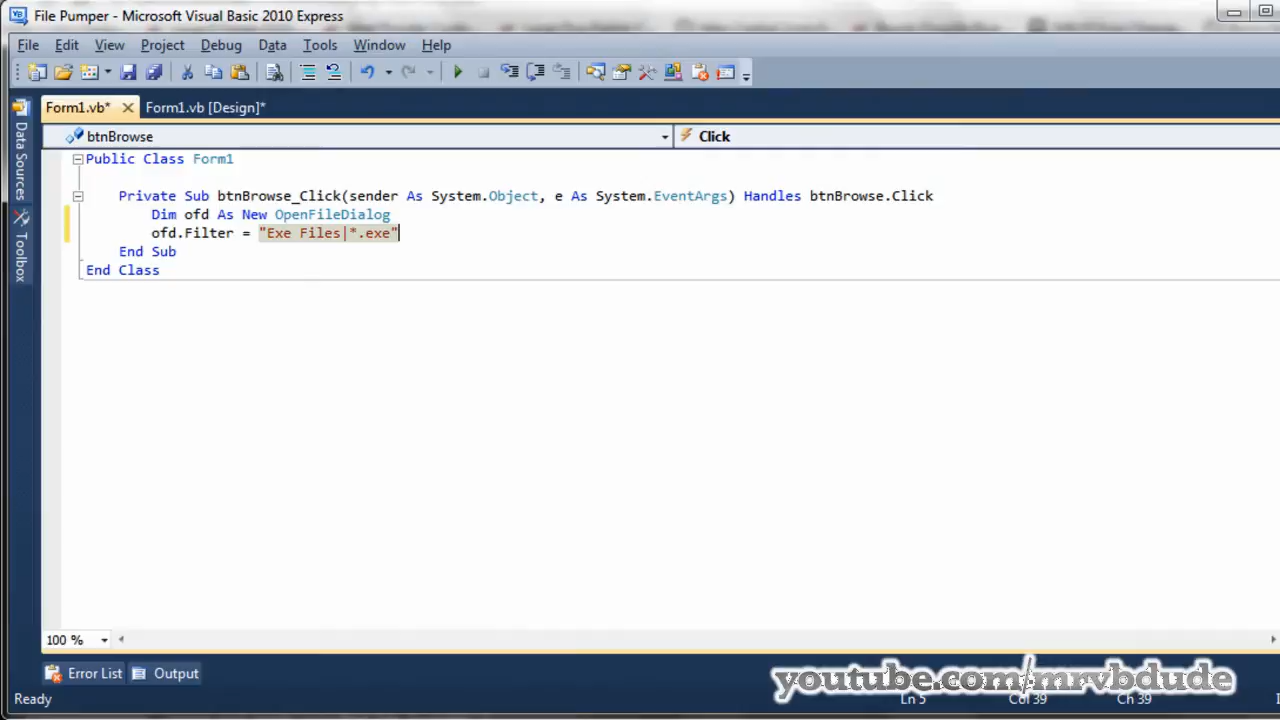 File Pumper - Microsoft Visual Basic 2010 Express
File Edit View Project Debug Data Tools Window Help
Form1.vb* Form1.vb [Design]*
btnBrowse Click
Data Sources
Toolbox
Public Class Form1
Private Sub btnBrowse_Click(sender As System.Object, e As System.EventArgs) Handles btnBrowse.Click
Dim ofd As New OpenFileDialog
ofd.Filter = "Exe Files|*.exe"
End Sub
End Class
100 %
Error List Output
youtube.com/mrvbdude
Ready Ln 5 Col 39 Ch 39